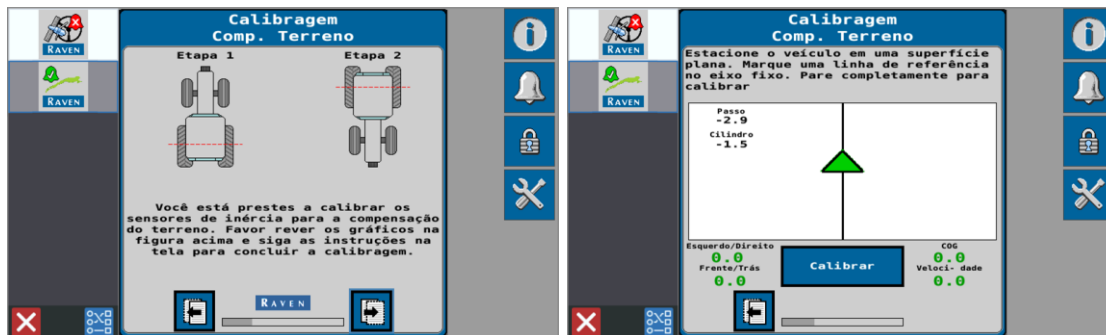 RAVEN
RAVEN
Calibragem
Comp. Terreno
Etapa 1
Etapa 2
Você está prestes a calibrar os
sensores de inércia para a compensação
do terreno. Favor rever os gráficos na
figura acima e siga as instruções na
tela para concluir a calibragem.
RAVEN
RAVEN
RAVEN
Calibragem
Comp. Terreno
Estacione o veículo em uma superfície
plana. Marque uma linha de referência
no eixo fixo. Pare completamente para
calibrar
Passo
-2.9
Cilindro
-1.5
Esquerdo/Direito
0.0
Frente/Trás
0.0
Calibrar
COG
0.0
Veloci- dade
0.0